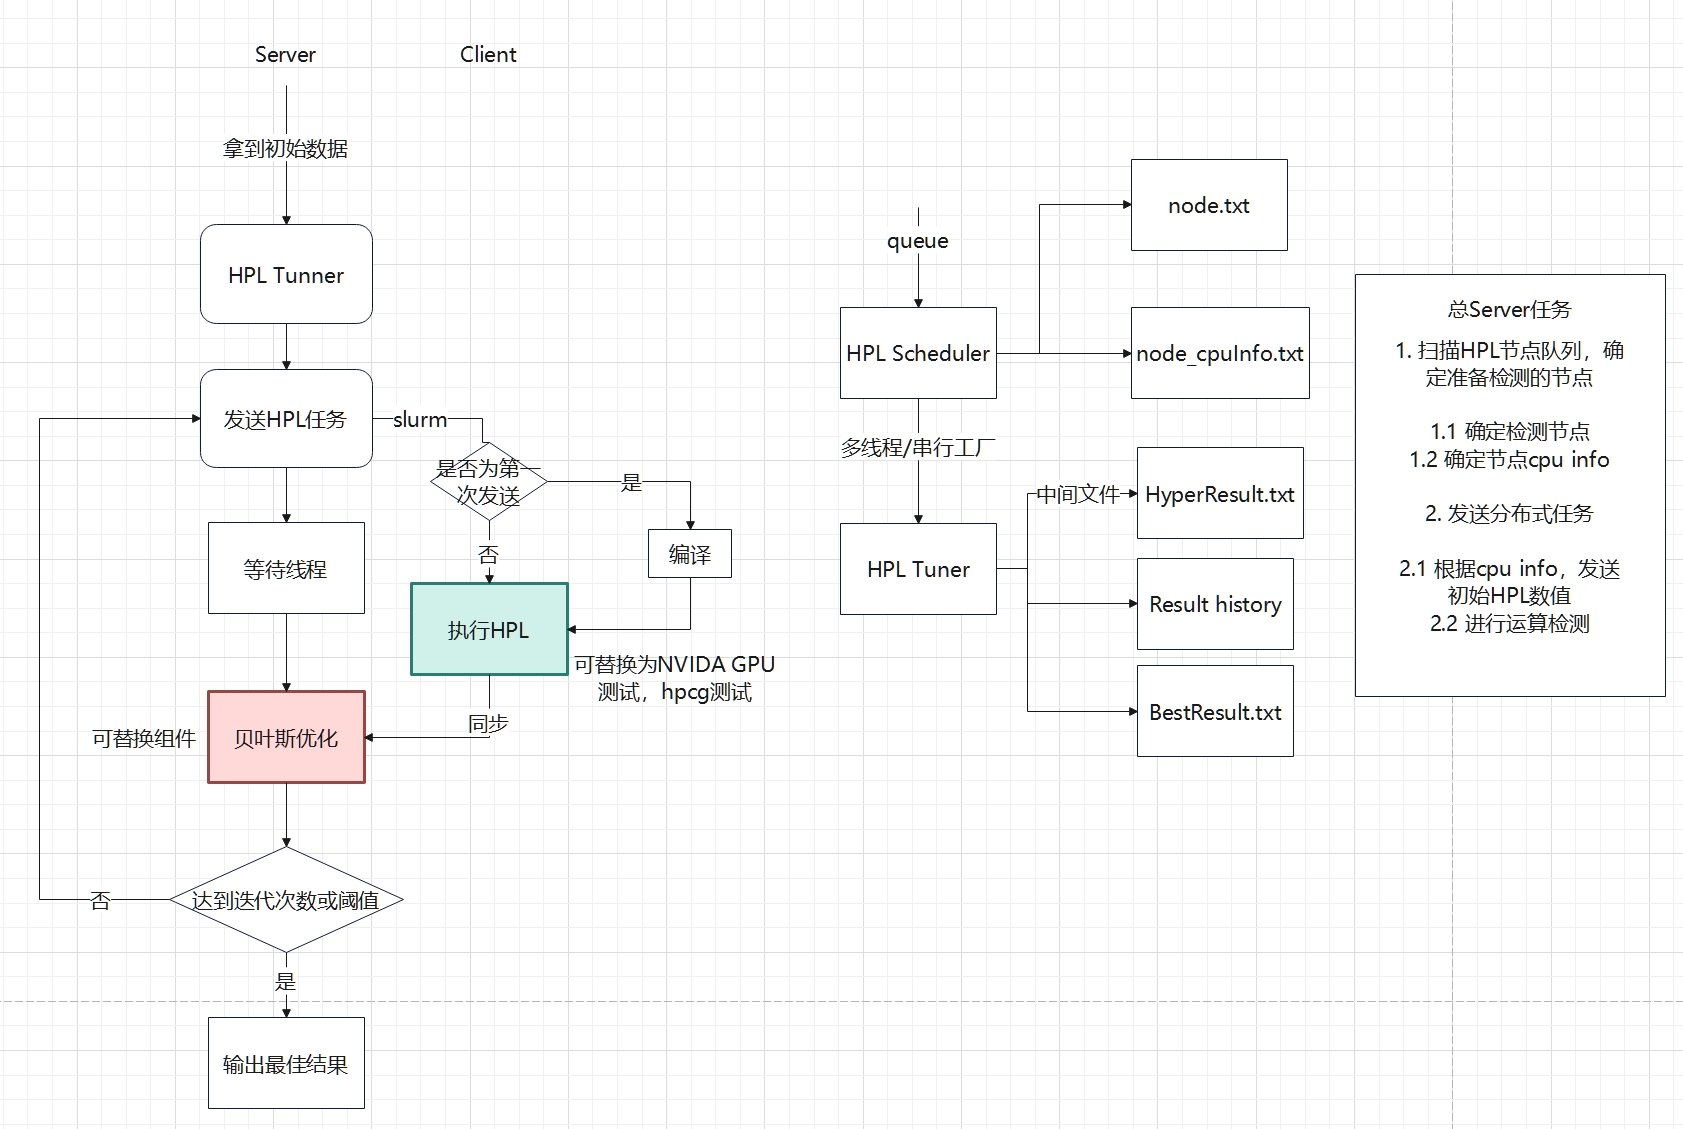 Server
Client
拿到初始数据
HPL Tunner
发送HPL任务
slurm
是否为第一
次发送
是
否
编译
等待线程
执行HPL
可替换为NVIDA GPU
测试，hpcg测试
同步
可替换组件
贝叶斯优化
达到迭代次数或阈值
否
是
输出最佳结果
queue
HPL Scheduler
node.txt
node_cpuInfo.txt
多线程/串行工厂
HPL Tuner
中间文件
HyperResult.txt
Result history
BestResult.txt
总Server任务
1. 扫描HPL节点队列，确
定准备检测的节点
1.1 确定检测节点
1.2 确定节点cpu info
2. 发送分布式任务
2.1 根据cpu info，发送
初始HPL数值
2.2 进行运算检测